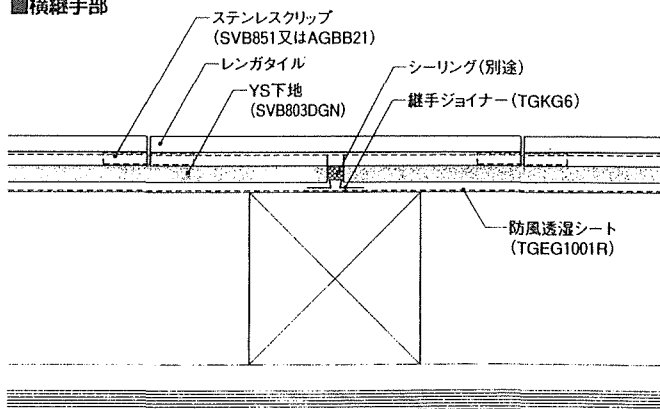 ■横継手部
ステンレスクリップ
(SVB851又はAGBB21)
レンガタイル
YS下地
(SVB803DGN)
シーリング(別途)
継手ジョイナー(TGKG6)
防風透湿シート
(TGEG1001R)